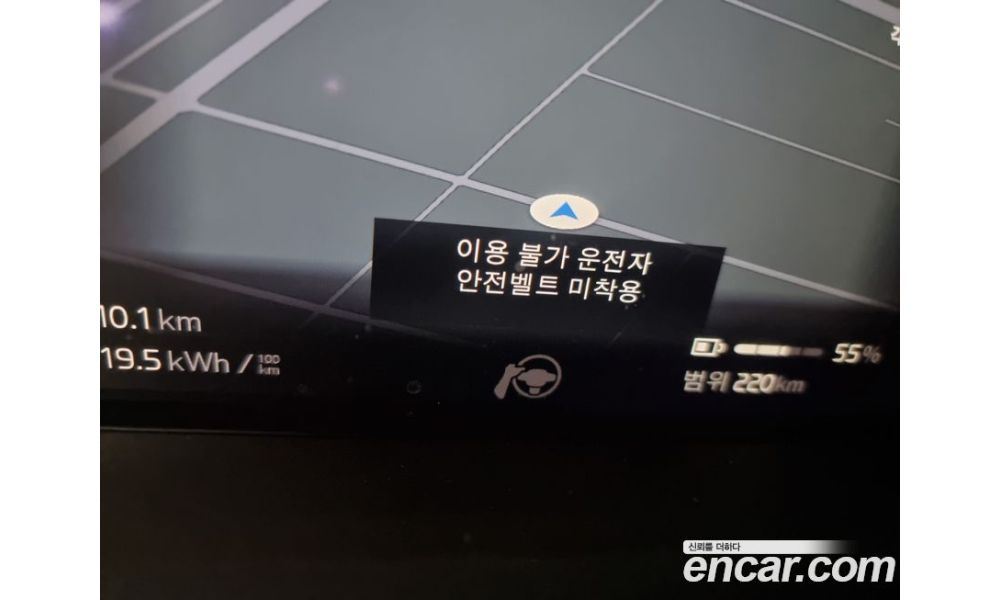 이용 불가 운전자
안전벨트 미착용
10.1 km
19.5 kWh / 100 km
55%
범위 220km
신뢰를 더하다
encar.com